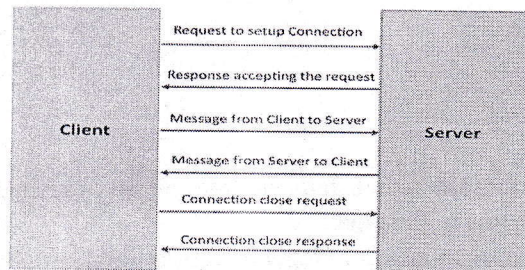 Request to setup Connection
Response accepting the request
Message from Client to Server
Client
Server
Message from Server to Client
Connection close request
Connection close response